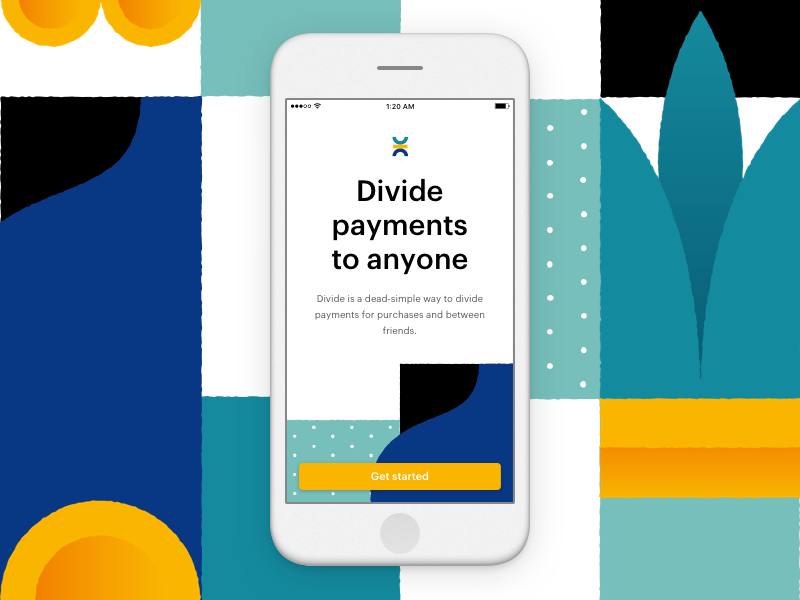 1:20 AM
Divide
payments
to anyone
Divide is a dead-simple way to divide
payments for purchases and between
friends.
Get started